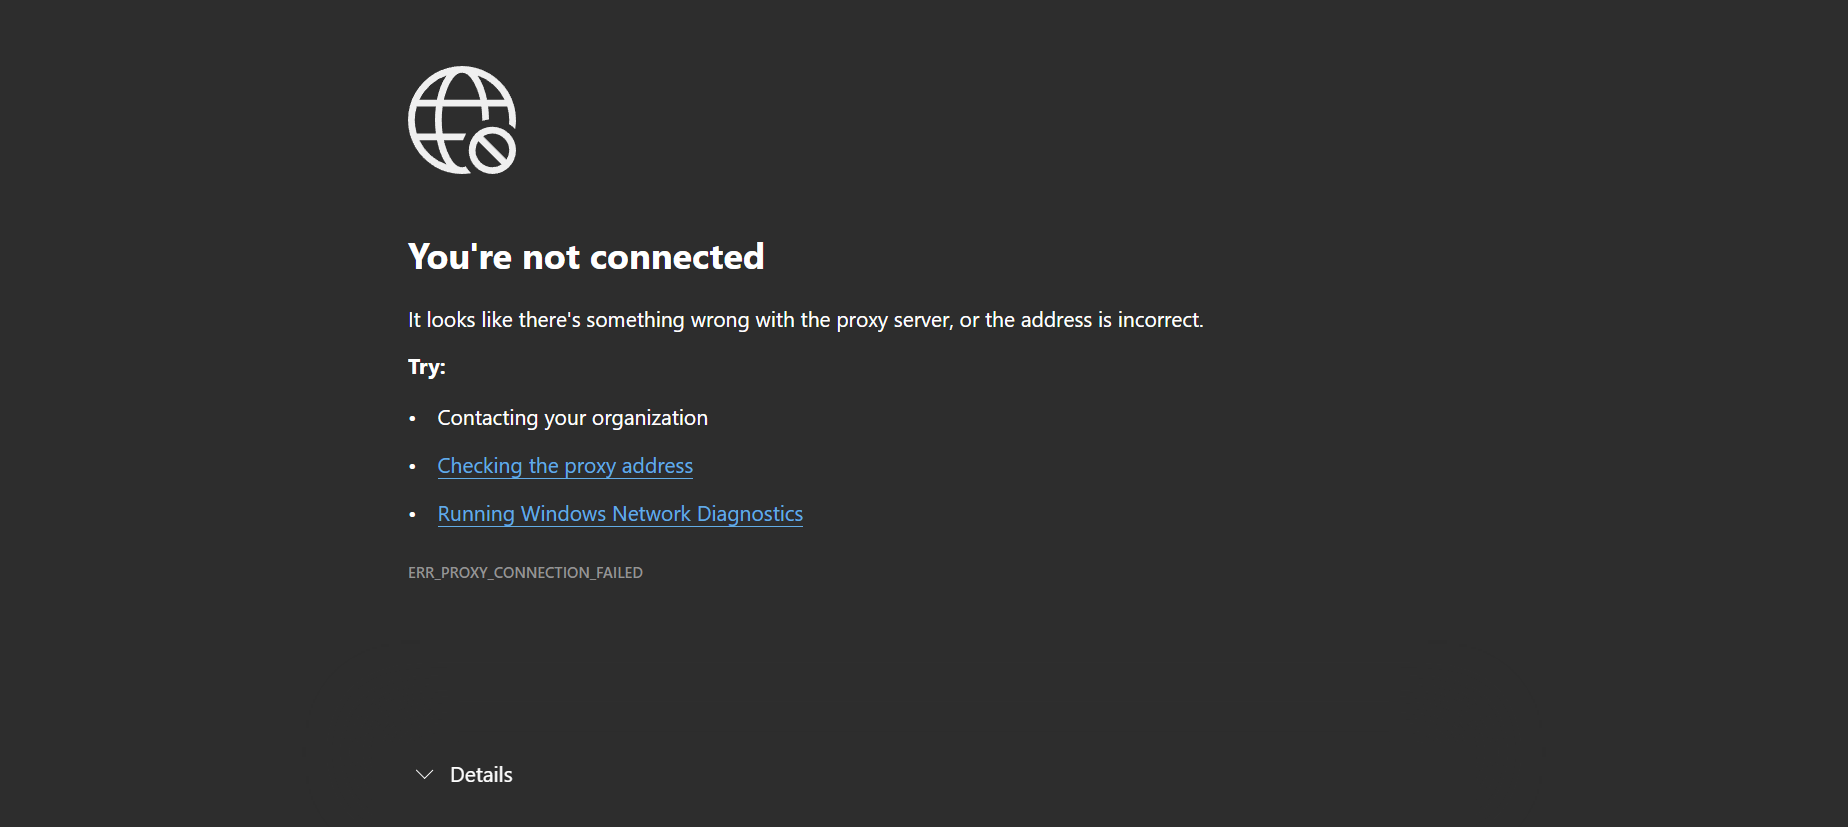 You're not connected
It looks like there's something wrong with the proxy server, or the address is incorrect.
Try:
• Contacting your organization
• Checking the proxy address
• Running Windows Network Diagnostics
ERR_PROXY_CONNECTION_FAILED
Details